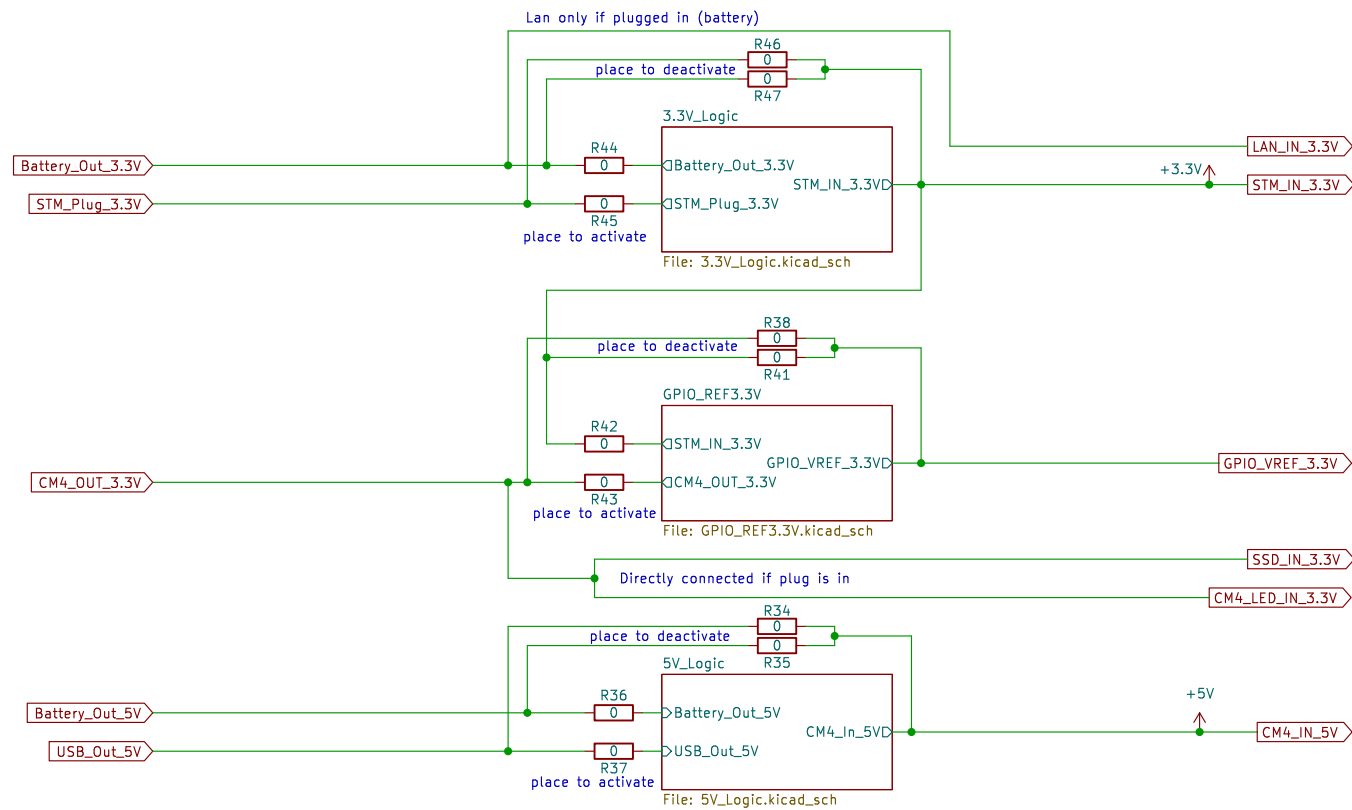 Lan only if plugged in (battery)
R46
0
place to deactivate
0
R47
3.3V_Logic
LAN_IN_3.3V
R44
Battery_Out_3.3V
0
Battery_Out_3.3V
+3.3V
STM_IN_3.3V
STM_IN_3.3V
STM_Plug_3.3V
0
STM_Plug_3.3V
R45
place to activate
File: 3.3V_Logic.kicad_sch
R38
0
place to deactivate
0
R41
GPIO_REF3.3V
R42
0
STM_IN_3.3V
GPIO_VREF_3.3V
GPIO_VREF_3.3V
CM4_OUT_3.3V
0
CM4_OUT_3.3V
R43
place to activate
File: GPIO_REF3.3V.kicad_sch
SSD_IN_3.3V
Directly connected if plug is in
CM4_LED_IN_3.3V
R34
0
place to deactivate
0
R35
5V_Logic
R36
+5V
Battery_Out_5V
0
Battery_Out_5V
CM4_In_5V
CM4_IN_5V
USB_Out_5V
0
USB_Out_5V
R37
place to activate
File: 5V_Logic.kicad_sch